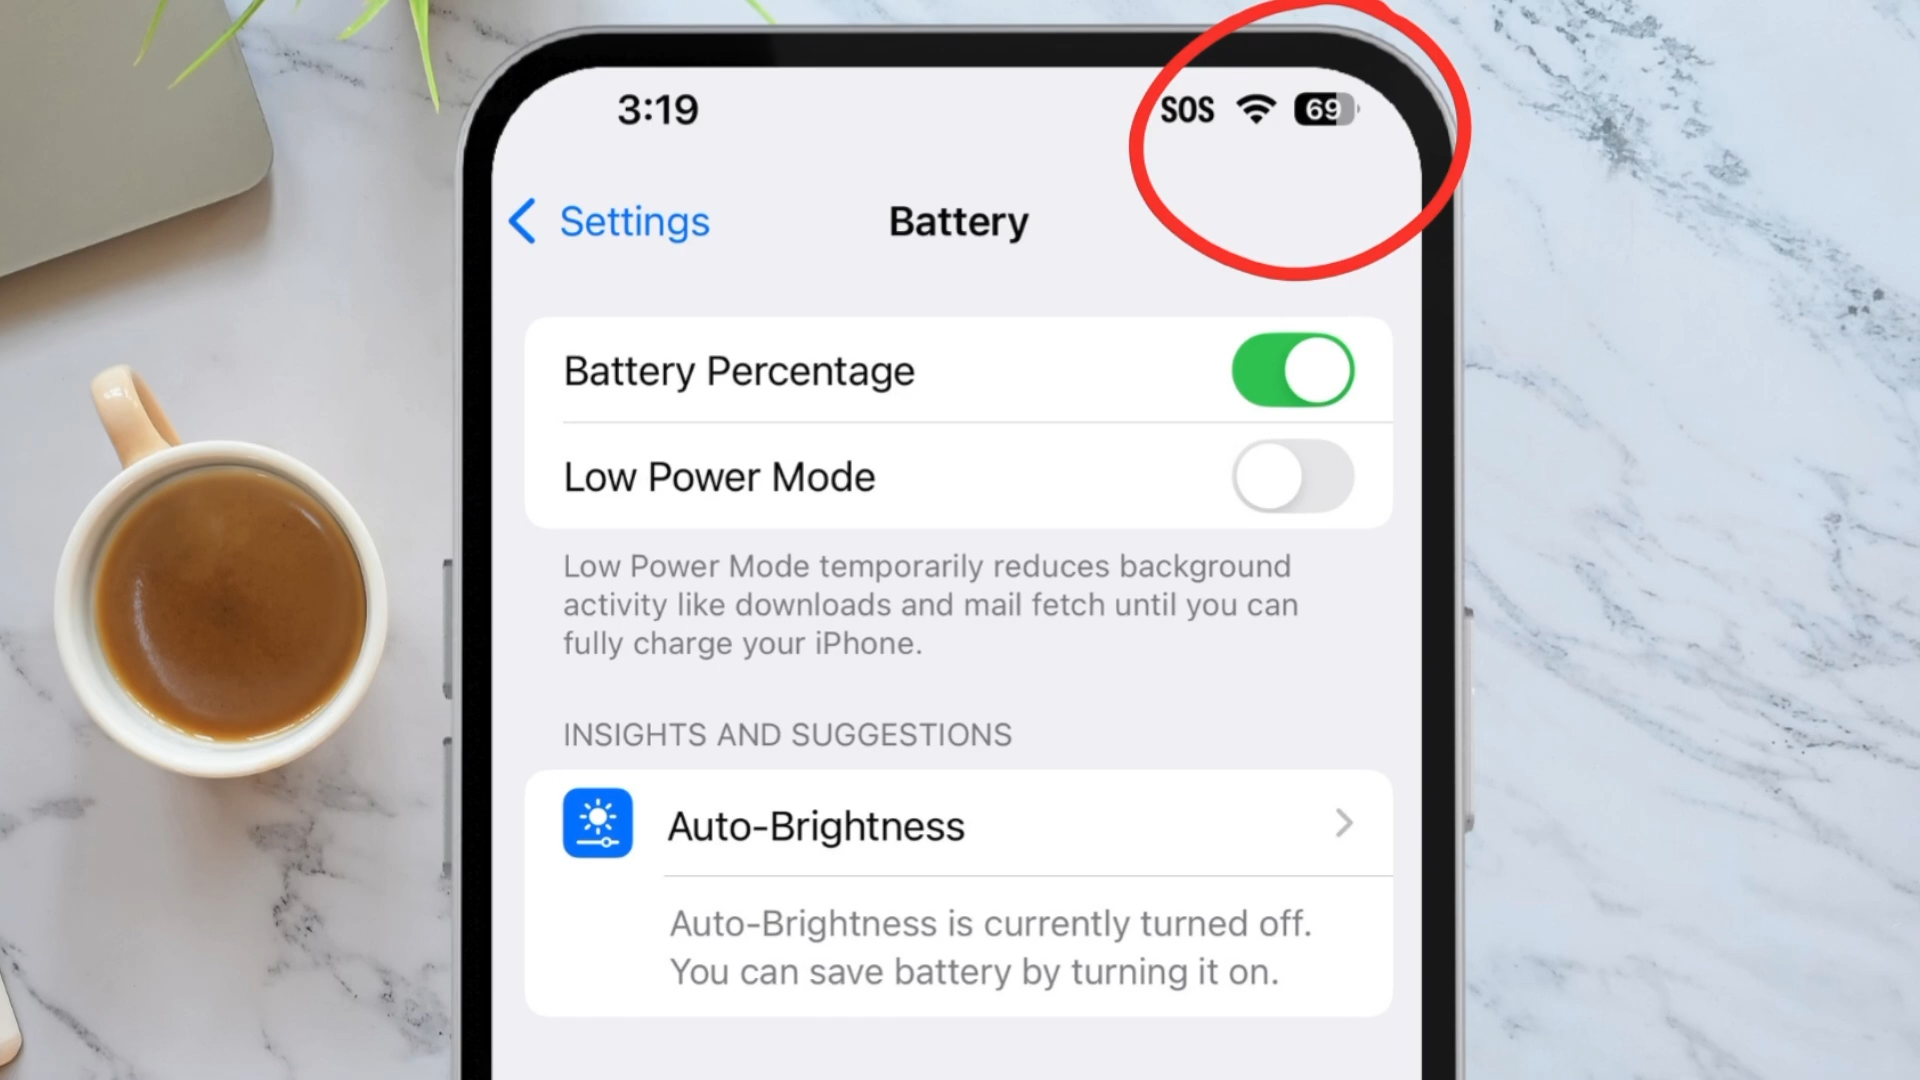 3:19 SOS 69
Settings Battery
Battery Percentage
Low Power Mode
Low Power Mode temporarily reduces background
activity like downloads and mail fetch until you can
fully charge your iPhone.
INSIGHTS AND SUGGESTIONS
Auto-Brightness
Auto-Brightness is currently turned off.
You can save battery by turning it on.